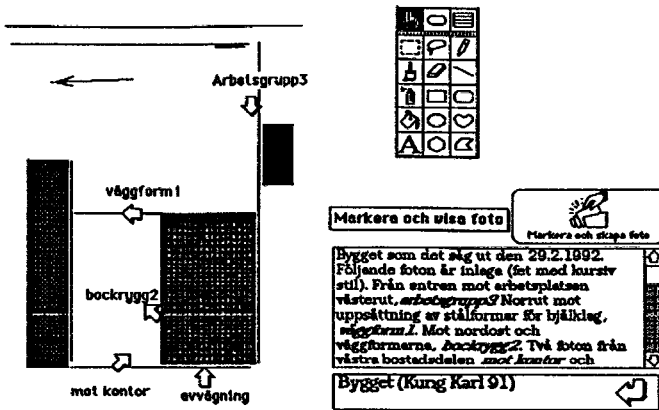 Arbetsgrupp3
väggform1
bockrygg2
mot kontor
avvägning
A
Markera och visa foto
Markera och skapa foto
Bygget som det såg ut den 29.2.1992.
Följande foton är inlaga (fet med kursiv
stil). Från entren mot arbetsplatsen
västerut, arbetsgrupp3 Norrut mot
uppsättning av stålformar för bjälklag,
väggform1. Mot nordost och
väggformarna, bockrygg2. Två foton från
västra bostadsdelen mot kontor och
Bygget (Kung Karl 91)